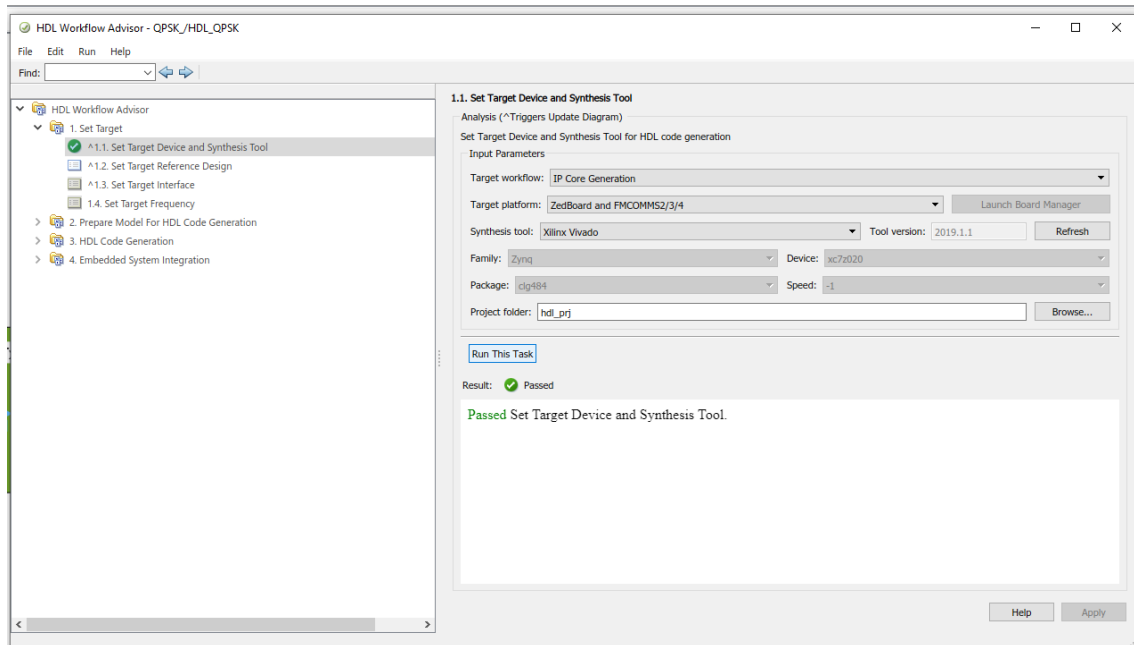 HDL Workflow Advisor - QPSK_/HDL_QPSK
File Edit Run Help
Find:
HDL Workflow Advisor
1. Set Target
^1.1. Set Target Device and Synthesis Tool
^1.2. Set Target Reference Design
^1.3. Set Target Interface
1.4. Set Target Frequency
2. Prepare Model For HDL Code Generation
3. HDL Code Generation
4. Embedded System Integration
1.1. Set Target Device and Synthesis Tool
Analysis (^Triggers Update Diagram)
Set Target Device and Synthesis Tool for HDL code generation
Input Parameters
Target workflow: IP Core Generation
Target platform: ZedBoard and FMCOMMS2/3/4 Launch Board Manager
Synthesis tool: Xilinx Vivado Tool version: 2019.1.1 Refresh
Family: Zynq Device: xc7z020
Package: clg484 Speed: -1
Project folder: hdl_prj Browse...
Run This Task
Result: Passed
Passed Set Target Device and Synthesis Tool.
Help Apply